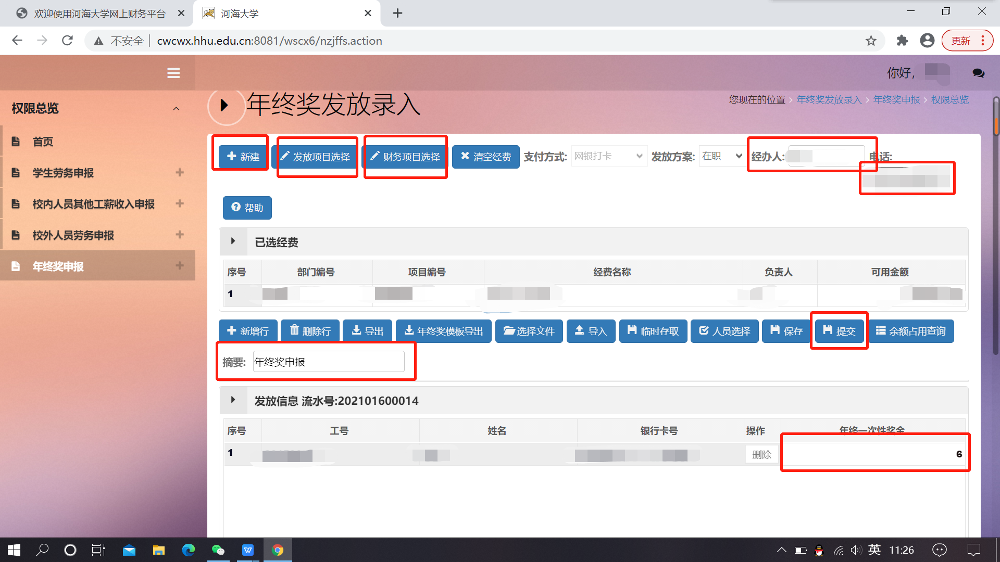 欢迎使用河海大学网上财务平台
河海大学
不安全
cwcwx.hhu.edu.cn:8081/wscx6/nzjffs.action
更新
你好,
权限总览
年终奖发放录入
您现在的位置 > 年终奖发放录入 > 年终奖申报 > 权限总览
首页
学生劳务申报
校内人员其他工薪收入申报
校外人员劳务申报
年终奖申报
新建 发放项目选择 财务项目选择 清空经费 支付方式: 网银打卡 发放方案: 在职 经办人: 电话:
帮助
已选经费
序号 部门编号 项目编号 经费名称 负责人 可用金额
1
新增行 删除行 导出 年终奖模板导出 选择文件 导入 临时存取 人员选择 保存 提交 余额占用查询
摘要: 年终奖申报
发放信息 流水号:202101600014
序号 工号 姓名 银行卡号 操作 年终一次性奖金
1 删除 6
英 11:26